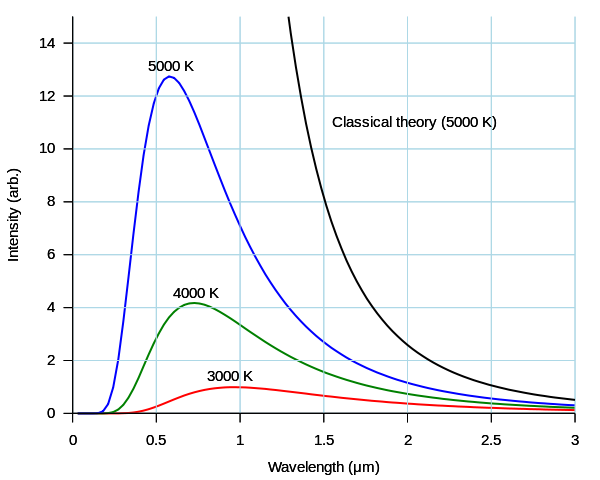 14
5000 K
12
Classical theory (5000 K)
10
8
Intensity (arb.)
6
4000 K
4
3000 K
2
0
0 0.5 1 1.5 2 2.5 3
Wavelength (μm)